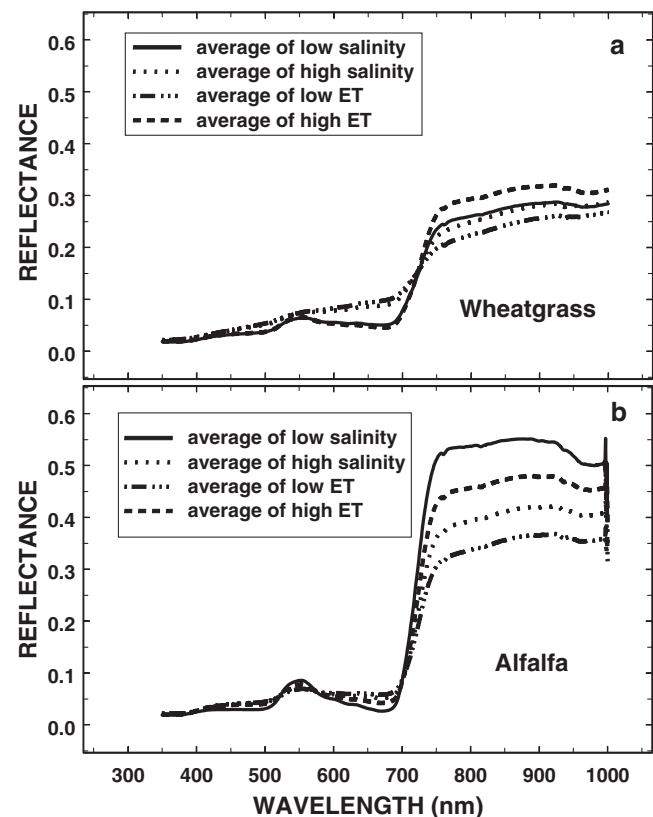 a
average of low salinity
average of high salinity
average of low ET
average of high ET
REFLECTANCE
0.6
0.5
0.4
0.3
0.2
0.1
0.0
Wheatgrass
b
average of low salinity
average of high salinity
average of low ET
average of high ET
REFLECTANCE
0.6
0.5
0.4
0.3
0.2
0.1
0.0
Alfalfa
300 400 500 600 700 800 900 1000
WAVELENGTH (nm)